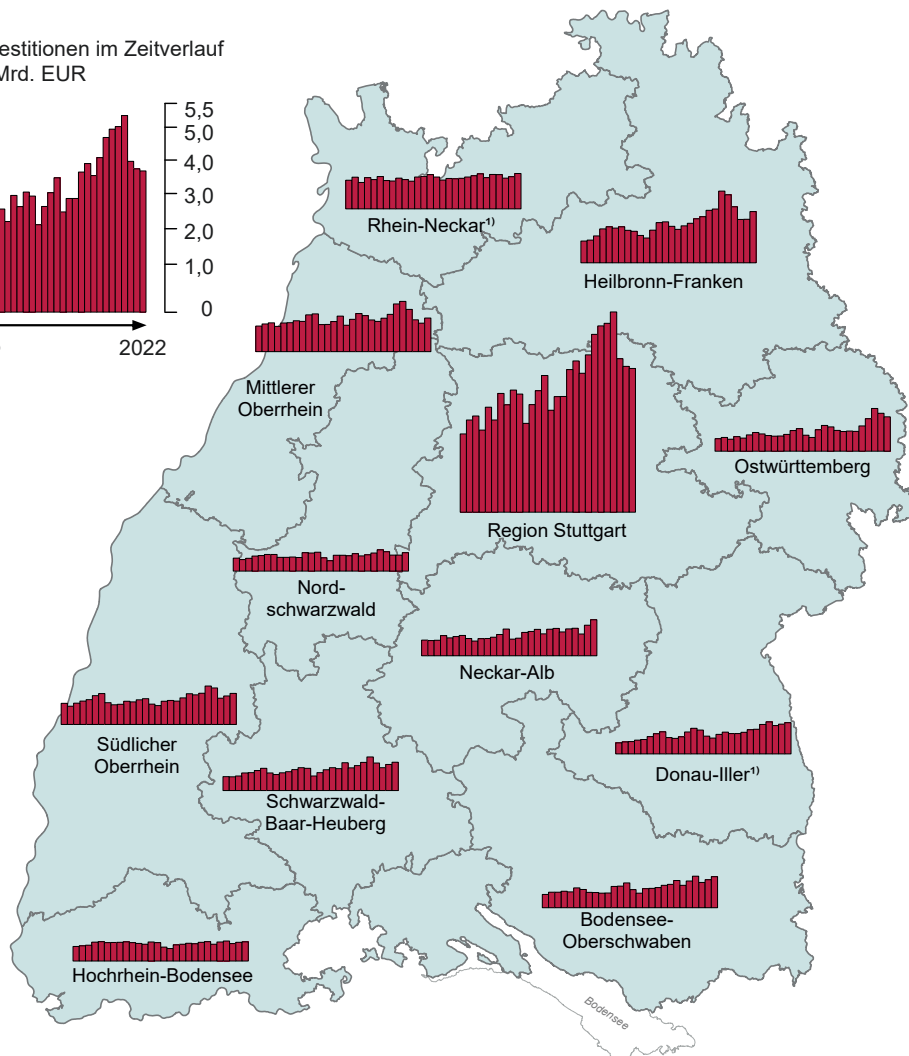 estitionen im Zeitverlauf
Mrd. EUR
5,5
5,0
4,0
3,0
2,0
1,0
0
2022
Rhein-Neckar¹⁾
Heilbronn-Franken
Mittlerer
Oberrhein
Ostwürttemberg
Region Stuttgart
Nord-
schwarzwald
Neckar-Alb
Südlicher
Oberrhein
Donau-Iller¹⁾
Schwarzwald-
Baar-Heuberg
Bodensee-
Oberschwaben
Hochrhein-Bodensee
Bodensee